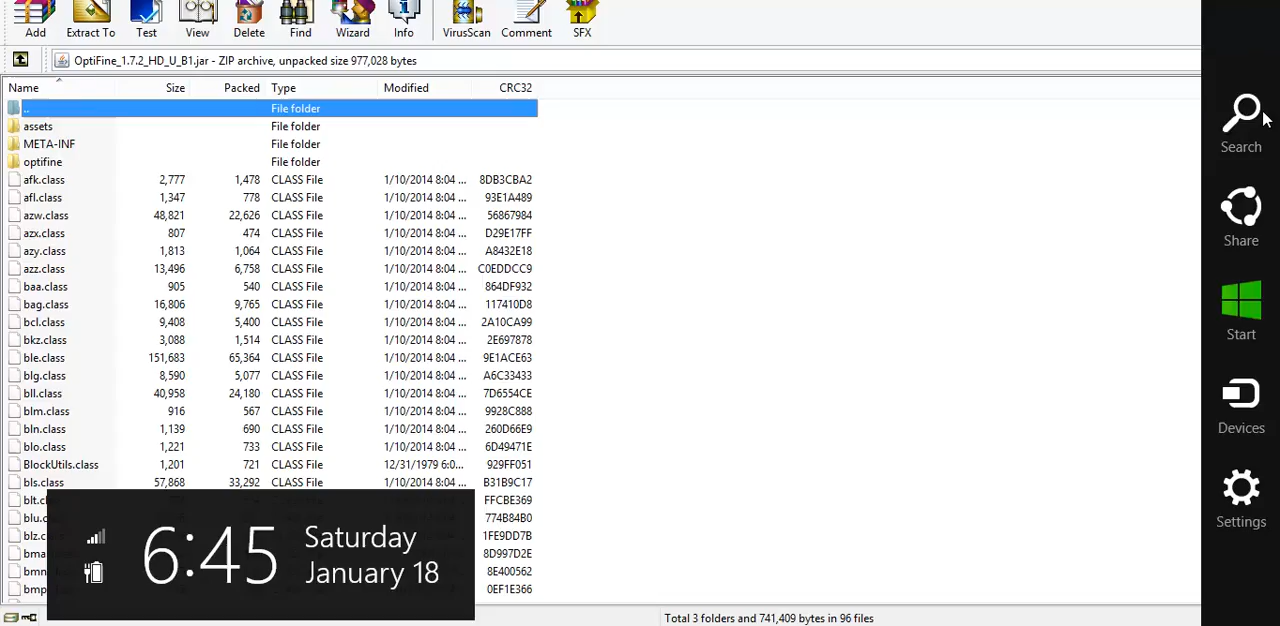 Add Extract To Test View Delete Find Wizard Info VirusScan Comment SFX
OptiFine_1.7.2_HD_U_B1.jar - ZIP archive, unpacked size 977,028 bytes
Name Size Packed Type Modified CRC32
.. File folder
assets File folder
META-INF File folder
optifine File folder
afk.class 2,777 1,478 CLASS File 1/10/2014 8:04 ... 8DB3CBA2
afl.class 1,347 778 CLASS File 1/10/2014 8:04 ... 93E1A489
azw.class 48,821 22,626 CLASS File 1/10/2014 8:04 ... 56867984
azx.class 807 474 CLASS File 1/10/2014 8:04 ... D29E17FF
azy.class 1,813 1,064 CLASS File 1/10/2014 8:04 ... A8432E18
azz.class 13,496 6,758 CLASS File 1/10/2014 8:04 ... C0EDDCC9
baa.class 905 540 CLASS File 1/10/2014 8:04 ... 864DF932
bag.class 16,806 9,765 CLASS File 1/10/2014 8:04 ... 117410D8
bcl.class 9,408 5,400 CLASS File 1/10/2014 8:04 ... 2A10CA99
bkz.class 3,088 1,514 CLASS File 1/10/2014 8:04 ... 2E697878
ble.class 151,683 65,364 CLASS File 1/10/2014 8:04 ... 9E1ACE63
blg.class 8,590 5,077 CLASS File 1/10/2014 8:04 ... A6C33433
bll.class 40,958 24,180 CLASS File 1/10/2014 8:04 ... 7D6554CE
blm.class 916 567 CLASS File 1/10/2014 8:04 ... 9928C888
bln.class 1,139 690 CLASS File 1/10/2014 8:04 ... 260D66E9
blo.class 1,221 733 CLASS File 1/10/2014 8:04 ... 6D49471E
BlockUtils.class 1,201 721 CLASS File 12/31/1979 6:0... 929FF051
bls.class 57,868 33,292 CLASS File 1/10/2014 8:04 ... B31B9C17
blt.cl FFCBE369
blu.c 774B84B0
blz.c 1FE9DD7B
bma 8D997D2E
bmn 8E400562
bmp 0EF1E366
6:45
Saturday
January 18
Total 3 folders and 741,409 bytes in 96 files
Search
Share
Start
Devices
Settings